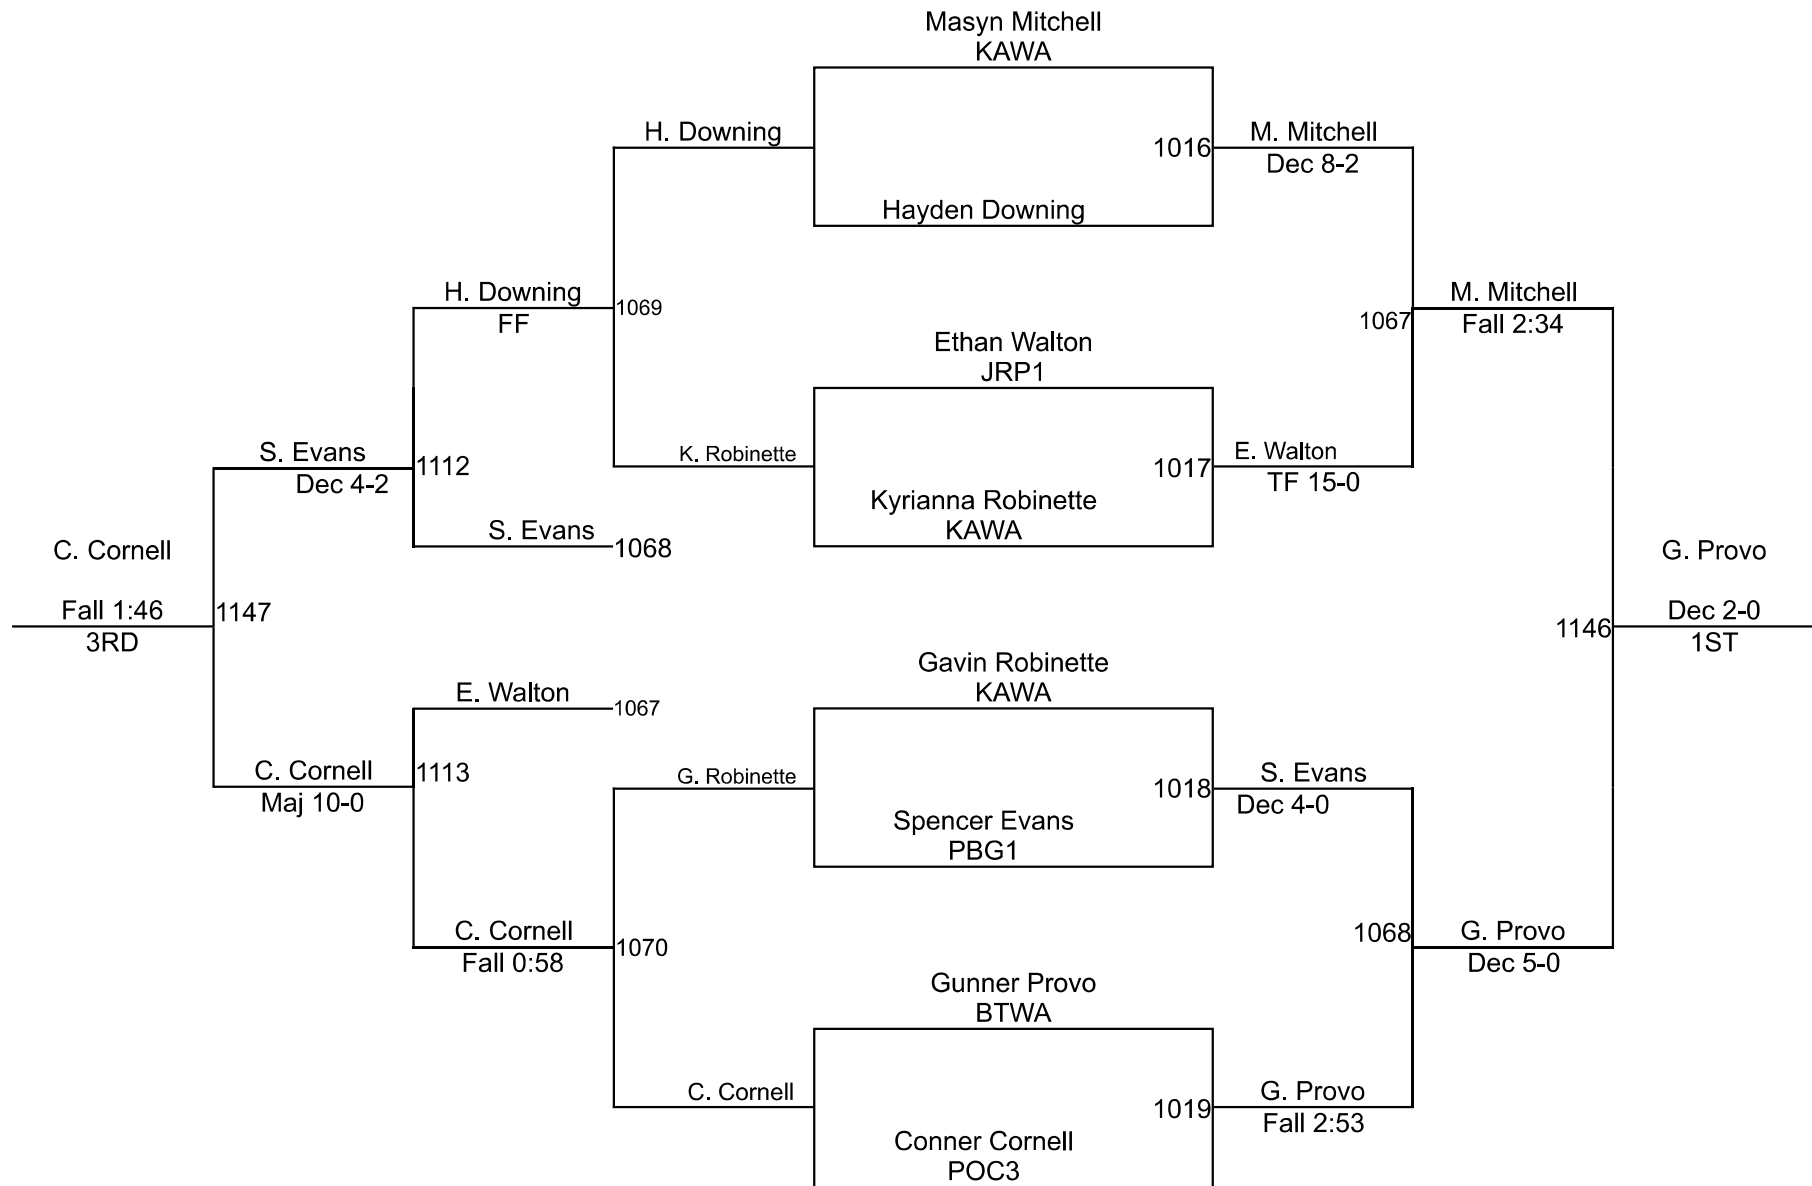 Masyn Mitchell
KAWA
H. Downing
1016
M. Mitchell
Dec 8-2
Hayden Downing
H. Downing
FF
1069
1067
M. Mitchell
Fall 2:34
Ethan Walton
JRP1
S. Evans
Dec 4-2
1112
K. Robinette
1017
E. Walton
TF 15-0
Kyrianna Robinette
KAWA
S. Evans
1068
C. Cornell
Fall 1:46
3RD
1147
G. Provo
Dec 2-0
1ST
1146
Gavin Robinette
KAWA
E. Walton
1067
C. Cornell
Maj 10-0
1113
G. Robinette
1018
S. Evans
Dec 4-0
Spencer Evans
PBG1
C. Cornell
Fall 0:58
1070
1068
G. Provo
Dec 5-0
Gunner Provo
BTWA
C. Cornell
1019
G. Provo
Fall 2:53
Conner Cornell
POC3